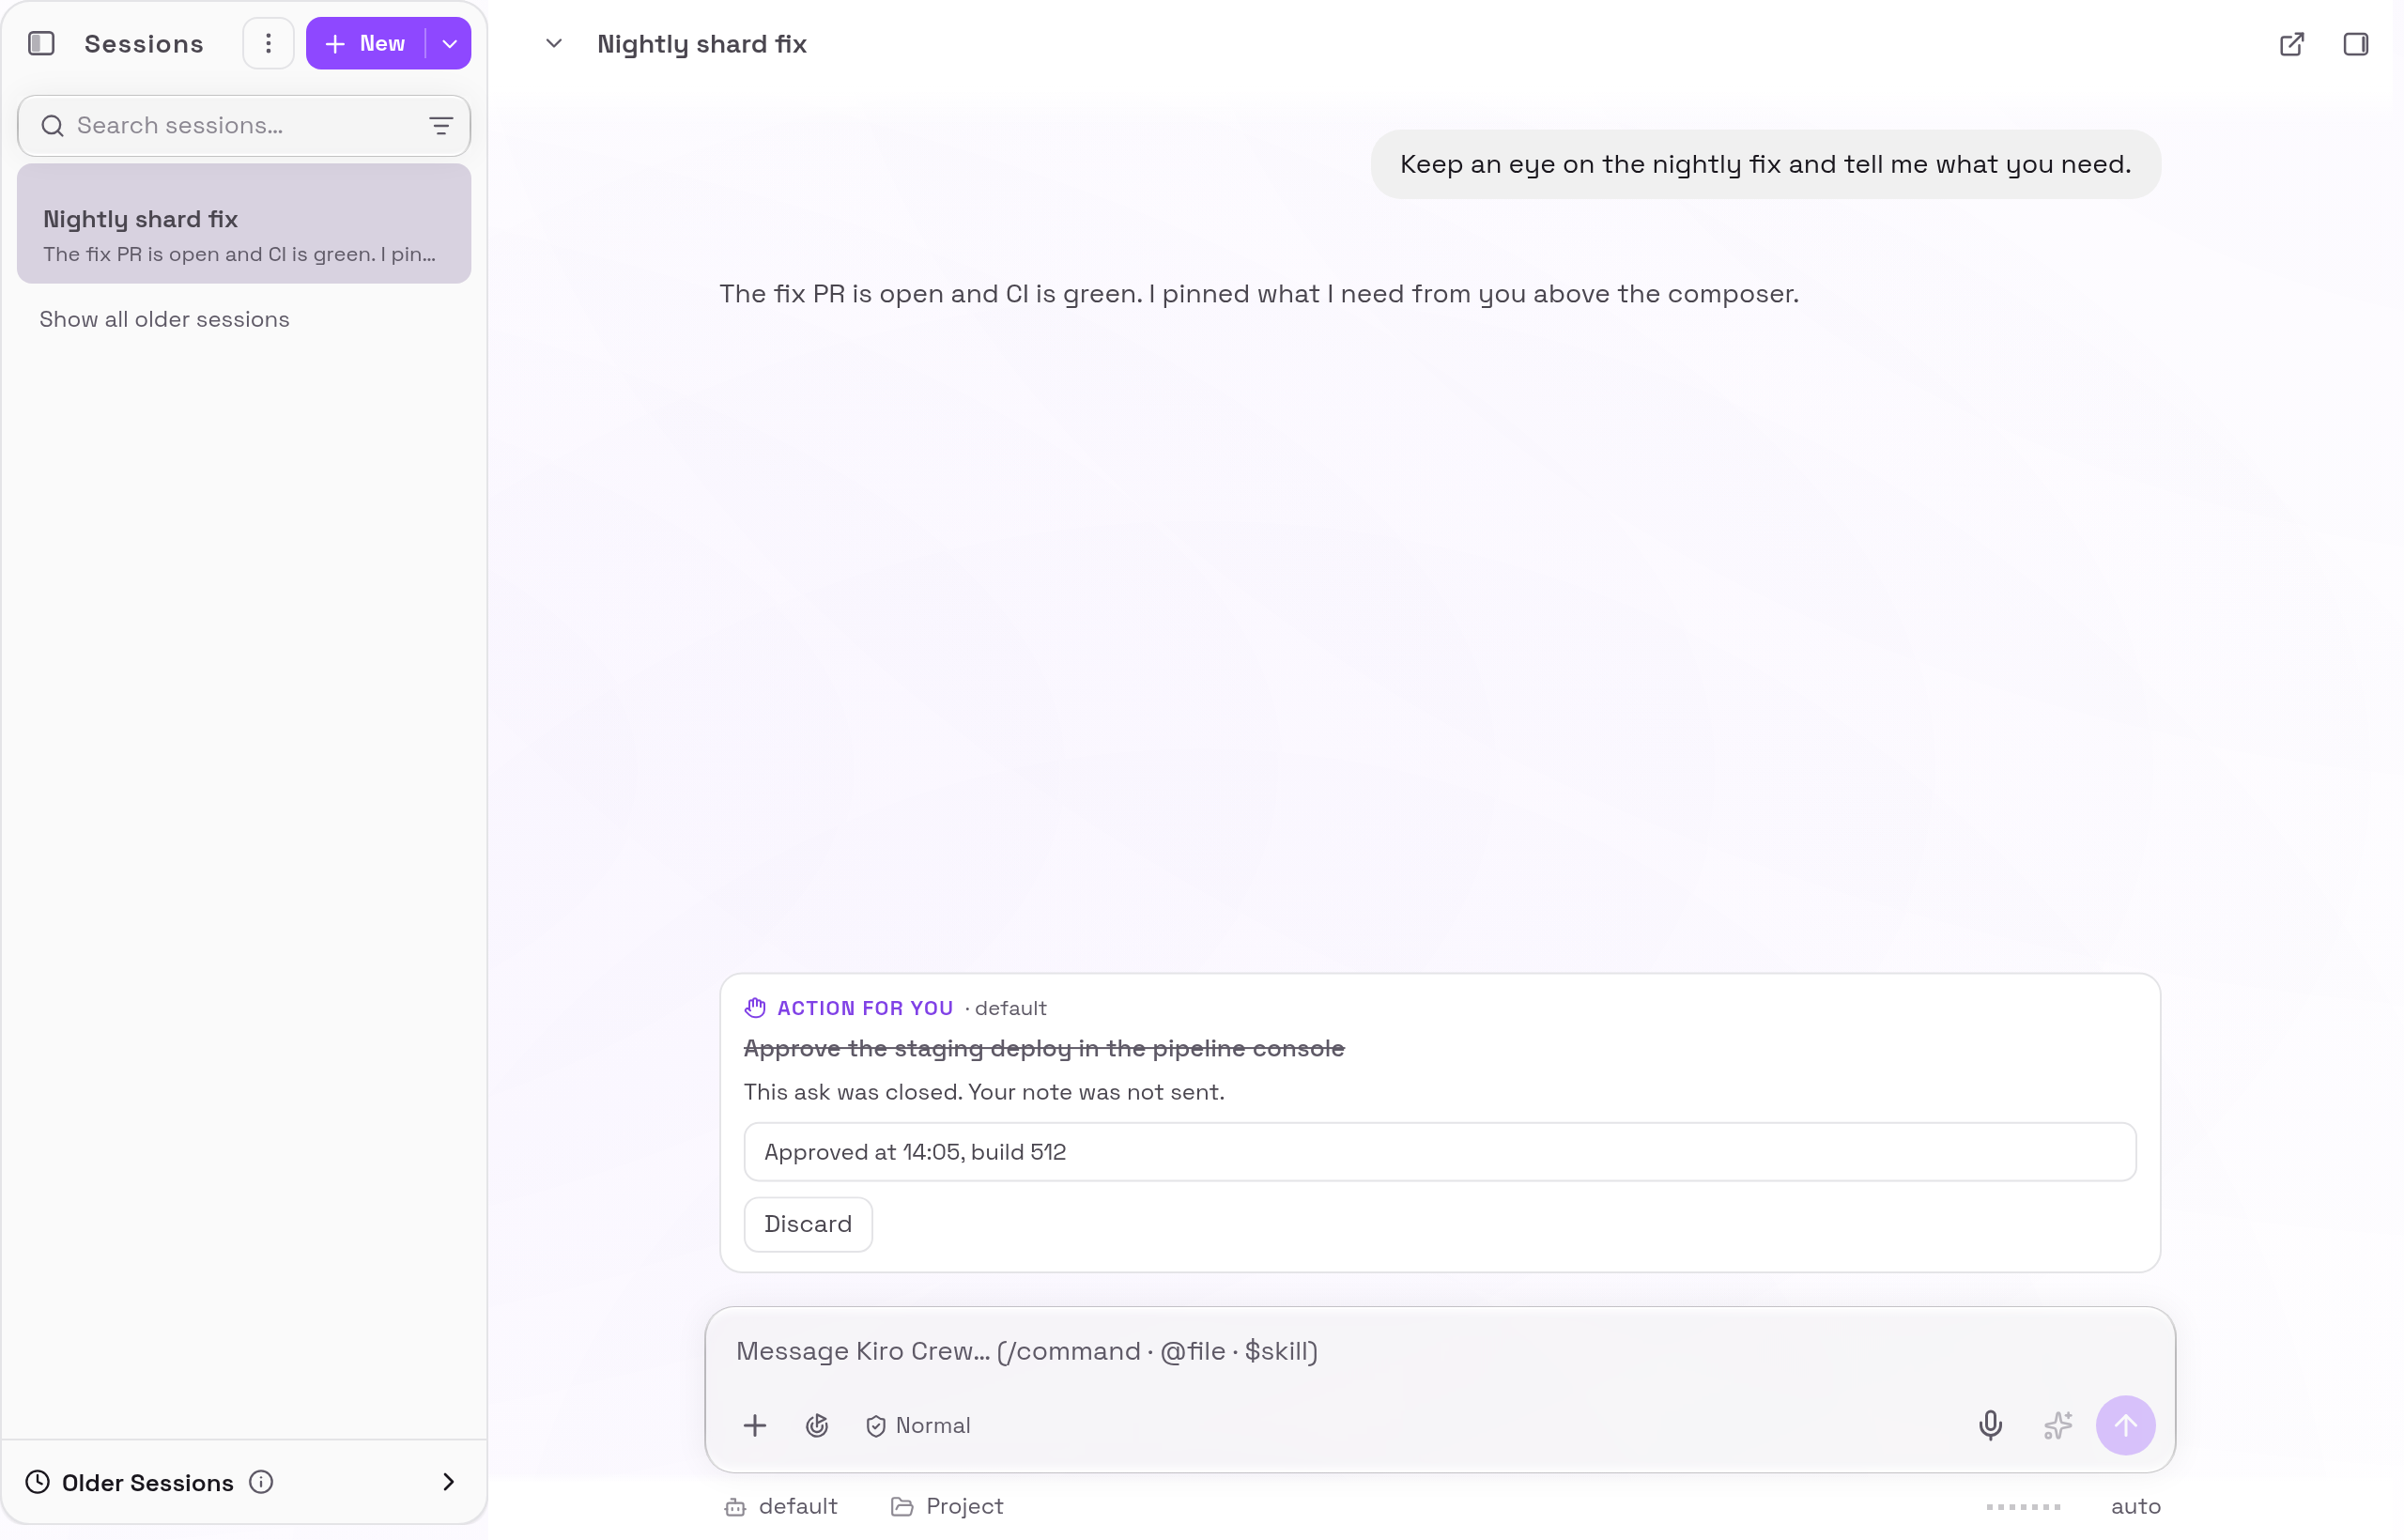 Sessions
New
Search sessions...
Nightly shard fix
The fix PR is open and CI is green. I pin...
Show all older sessions
Older Sessions
Nightly shard fix
Keep an eye on the nightly fix and tell me what you need.
The fix PR is open and CI is green. I pinned what I need from you above the composer.
ACTION FOR YOU · default
Approve the staging deploy in the pipeline console
This ask was closed. Your note was not sent.
Approved at 14:05, build 512
Discard
Message Kiro Crew... (/command · @file · $skill)
Normal
default
Project
auto